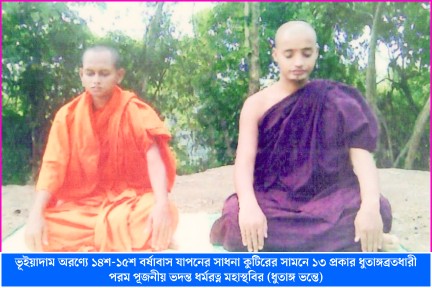 ভূইয়াদাম অরণ্যে ১৪শ-১৫শ বর্ষাবাস যাপনের সাধনা কুটিরের সামনে ১৩ প্রকার ধুতাঙ্গব্রতধারী
পরম পূজনীয় ভদন্ত ধর্মরত্ন মহাস্থবির (ধুতাঙ্গ ভন্তে)